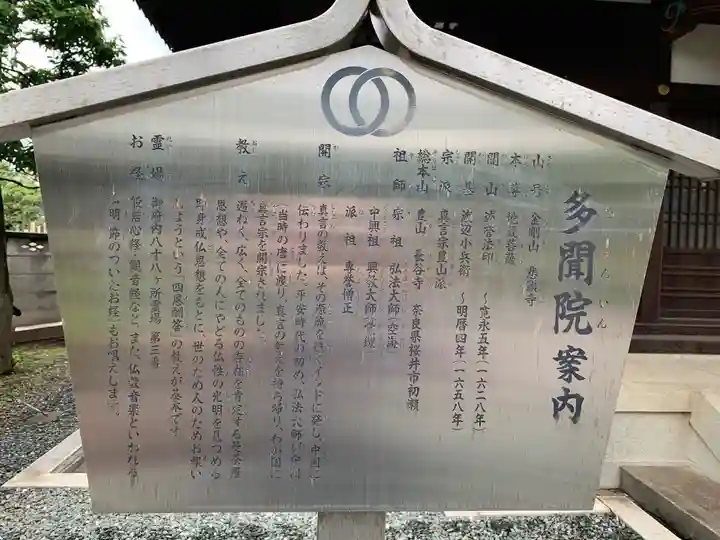 多聞院案内
山号 金剛山 悲願寺
本尊 地蔵菩薩
開山 法印 ～寛永五年(一六二八年)
開基 渡辺小兵衛 ～明暦四年(一六五八年)
宗派 真言宗豊山派
総本山 豊山 長谷寺 奈良県桜井市初瀬
祖師 宗祖 弘法大師(空海)
中興祖 興教大師(覚鑁)
派祖 専誉僧正
開宗 真言の教えは、その源流を遠くインドに発し、中国に
伝わりました。平安時代の初め、弘法大師が中国
(当時の唐)に渡り、真言の教えを持ち帰り、わが国に
真言宗を開宗されました。
教え 遍ねく、広く、全てのものの存在を肯定する曼荼羅
思想や、全ての人にやどる仏性の光明を見つめる
即身成仏思想をもとに、世のため人のためお救い
しようという「四恩報答」の教えが基本です
霊場 御府内八十八ヶ所霊場 第三番
お経 般若心経・観音経など、また、仏教音楽といわれる
声明(節のついたお経)もお唱えします。